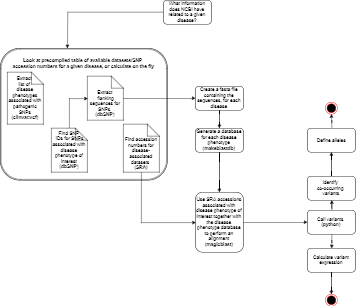 What information
does NCBI have
related to a given
disease?
Look at precomputed table of available datasets/SNP
accession numbers for a given disease, or calculate on the fly
Extract
list of
disease
phenotypes
associated with
pathogenic
SNPs
(clinvar.vcf)
Extract
flanking
sequences for
SNPs
(dbSNP)
Find SNP
IDs for SNPs
associated with
disease
phenotype of
interest
(dbSNP)
Find accession
numbers for
disease-
associated
datasets
(SRA)
Create a fasta file
containing the
sequences, for each
disease
Generate a database
for each disease
phenotype
(makeblastdb)
Use SRA accessions
associated with
disease phenotype of
interest together with
the disease
phenotype database
to perform an
alignment
(magicblast)
Define alleles
Identify
co-occurring
variants
Call variants
(python)
Calculate variant
expression